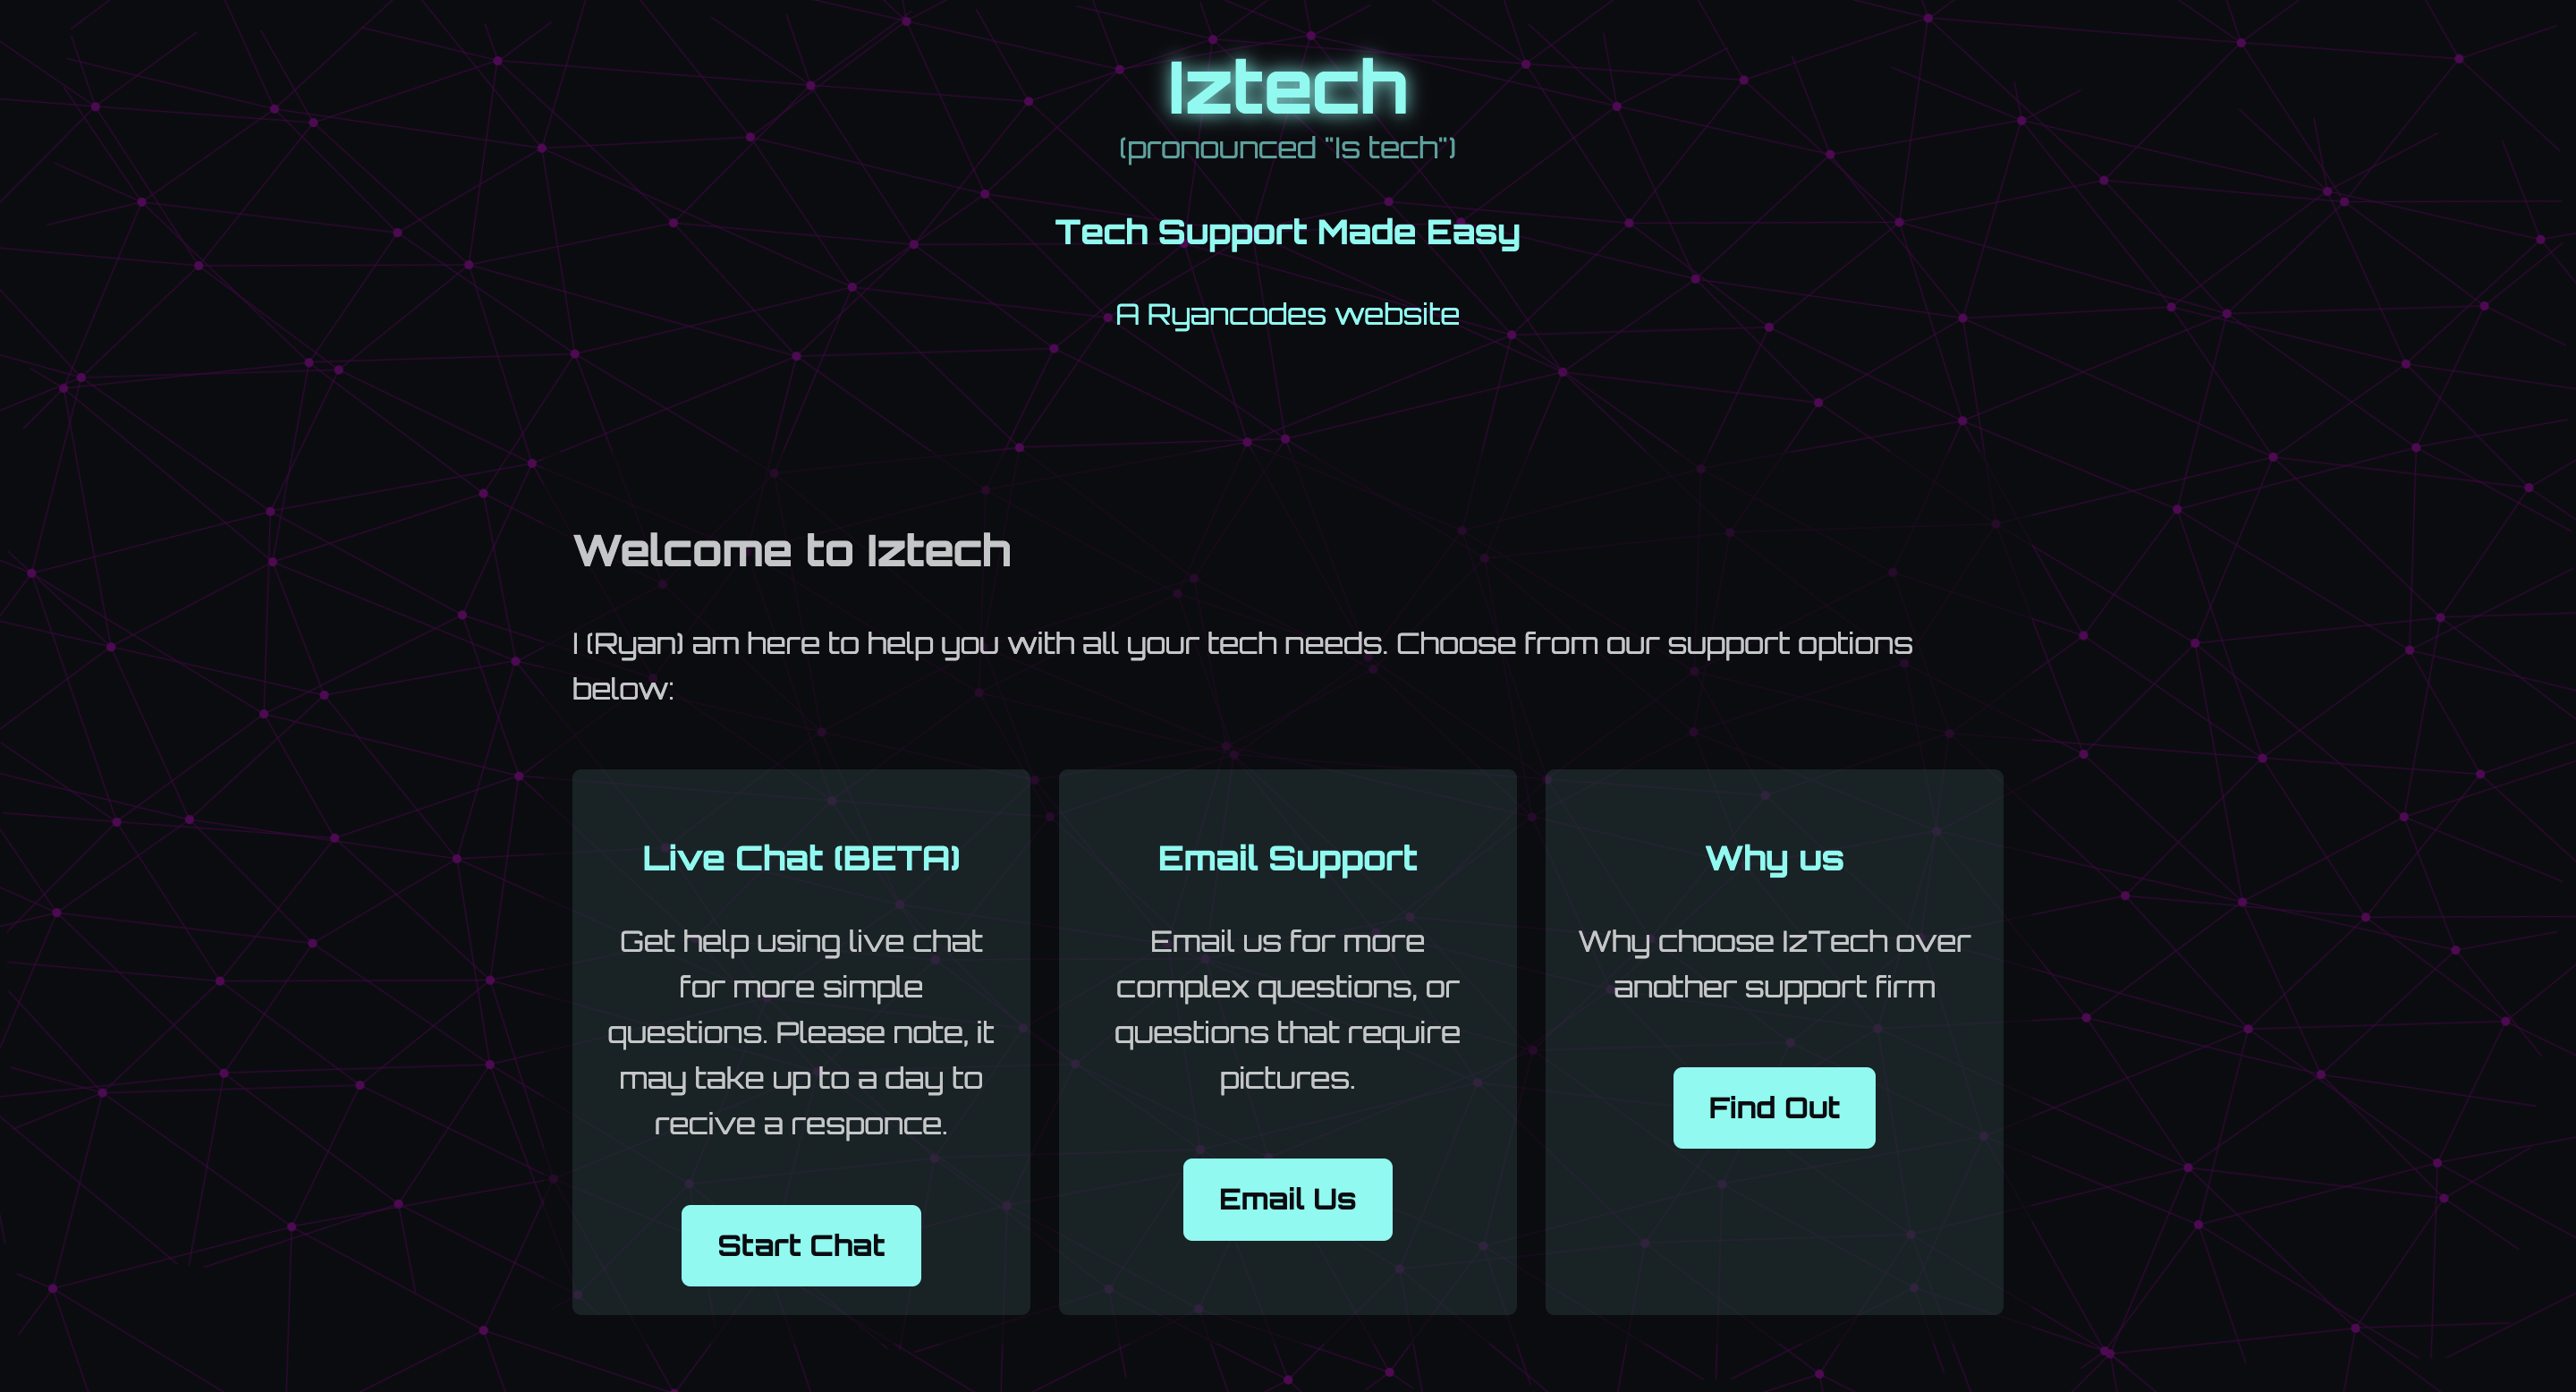 Iztech
(pronounced "Is tech")
Tech Support Made Easy
A Ryancodes website
Welcome to Iztech
I (Ryan) am here to help you with all your tech needs. Choose from our support options
below:
Live Chat (BETA)
Get help using live chat
for more simple
questions. Please note, it
may take up to a day to
recive a responce.
Start Chat
Email Support
Email us for more
complex questions, or
questions that require
pictures.
Email Us
Why us
Why choose IzTech over
another support firm
Find Out